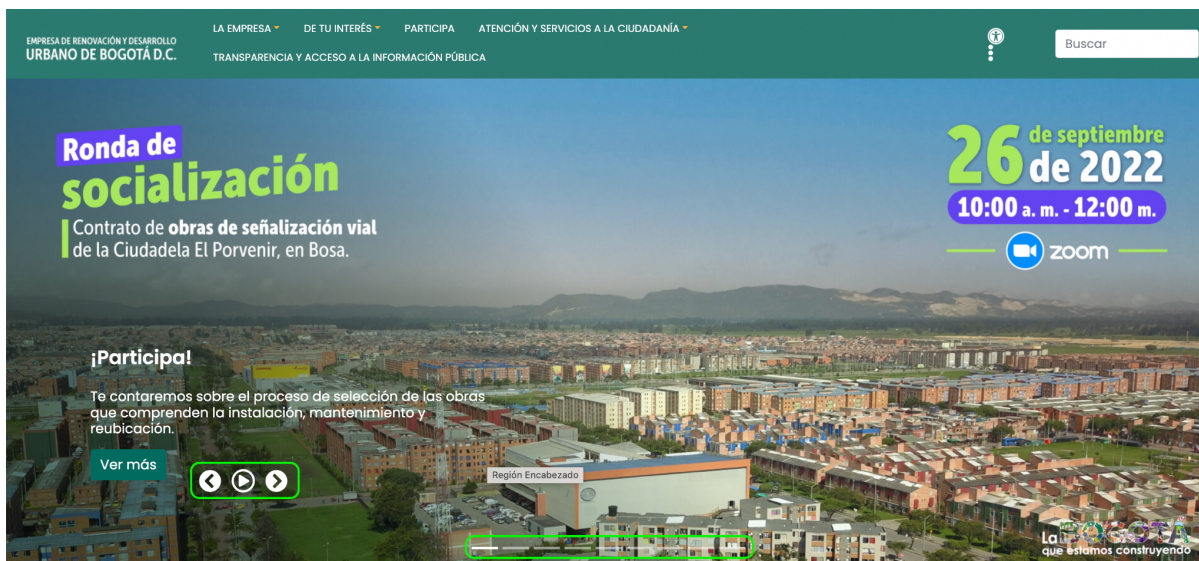 EMPRESA DE RENOVACIÓN Y DESARROLLO
URBANO DE BOGOTÁ D.C.
LA EMPRESA
DE TU INTERÉS
PARTICIPA
ATENCIÓN Y SERVICIOS A LA CIUDADANÍA
TRANSPARENCIA Y ACCESO A LA INFORMACIÓN PÚBLICA
Buscar
Ronda de
socialización
Contrato de obras de señalización vial
de la Ciudadela El Porvenir, en Bosa.
26 de septiembre
de 2022
10:00 a. m. - 12:00 m.
zoom
¡Participa!
Te contaremos sobre el proceso de selección de las obras
que comprenden la instalación, mantenimiento y
reubicación.
Ver más
Región Encabezado
La BOGOTÁ
que estamos construyendo